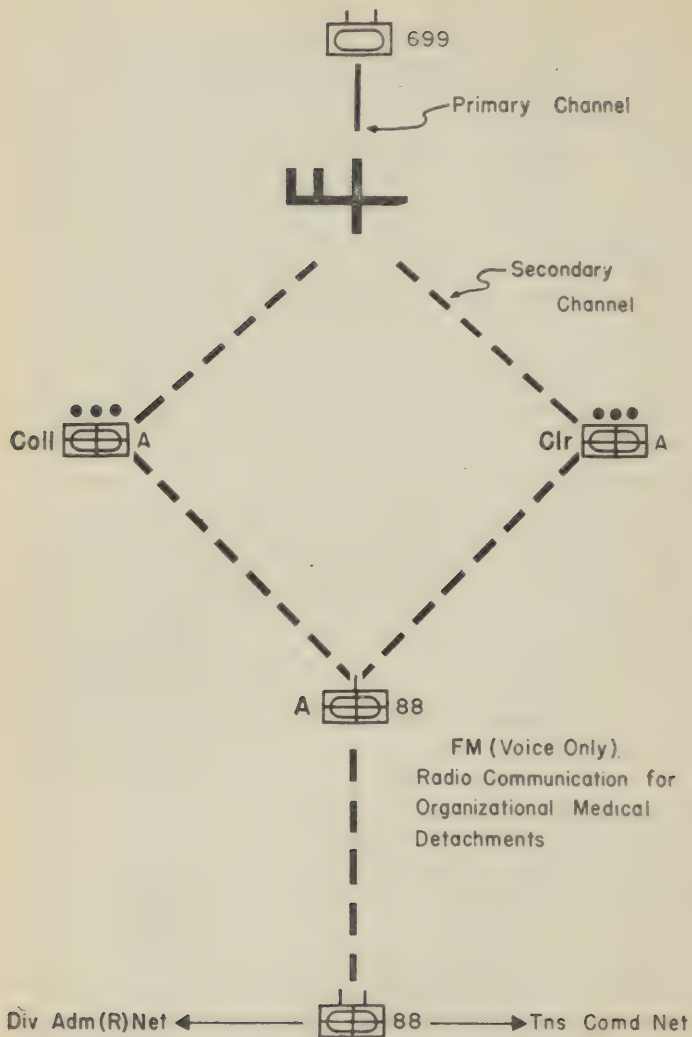 699
Primary Channel
Secondary
Channel
Coll A
Clr A
A 88
FM (Voice Only).
Radio Communication for
Organizational Medical
Detachments
Div Adm(R)Net 88 Tns Comd Net